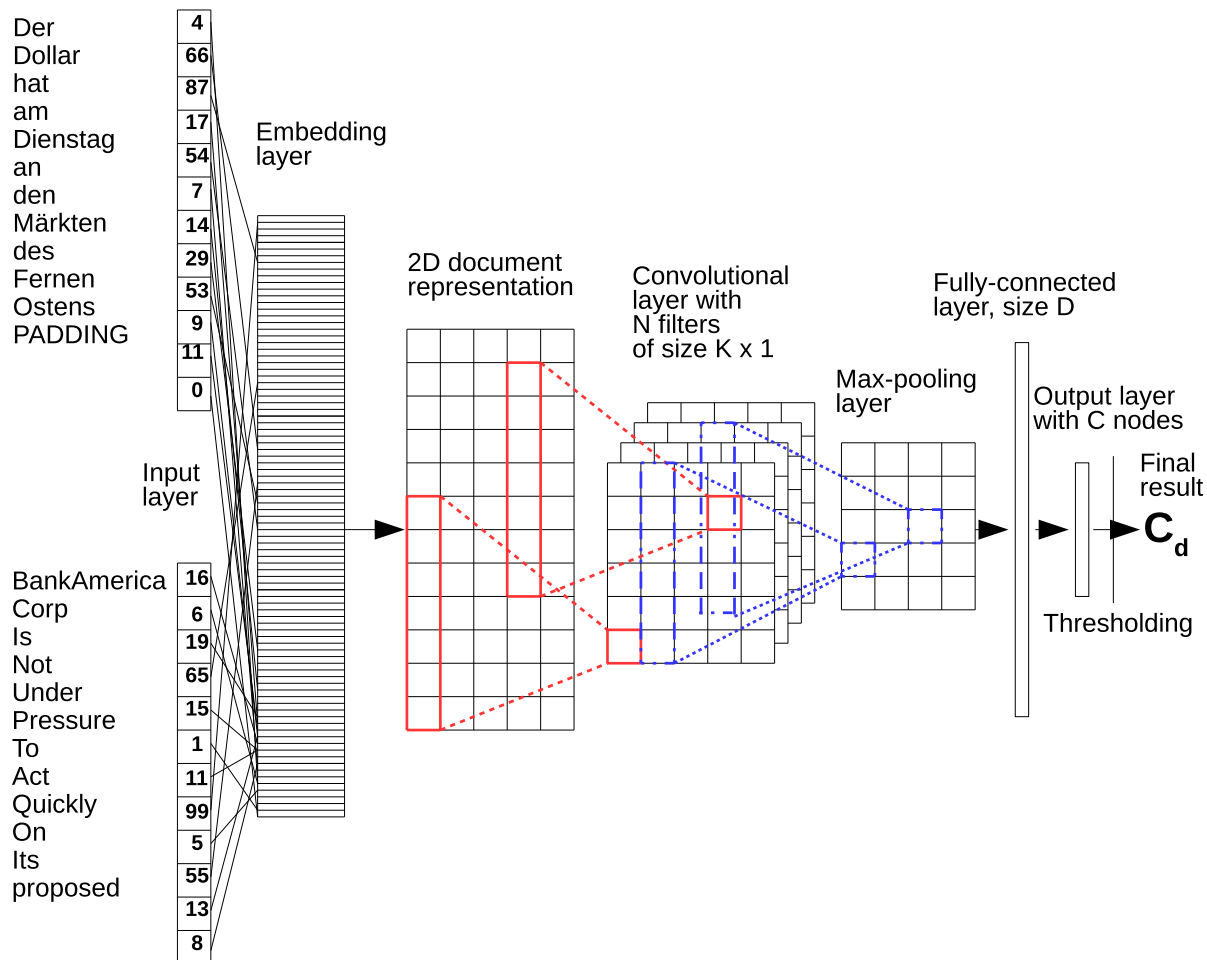 Der
Dollar
hat
am
Dienstag
an
den
Märkten
des
Fernen
Ostens
PADDING
4
66
87
17
54
7
14
29
53
9
11
0
Input
layer
BankAmerica
Corp
Is
Not
Under
Pressure
To
Act
Quickly
On
Its
proposed
16
6
19
65
15
1
11
99
5
55
13
8
Embedding
layer
2D document
representation
Convolutional
layer with
N filters
of size K x 1
Max-pooling
layer
Fully-connected
layer, size D
Output layer
with C nodes
Thresholding
Final
result
Cd